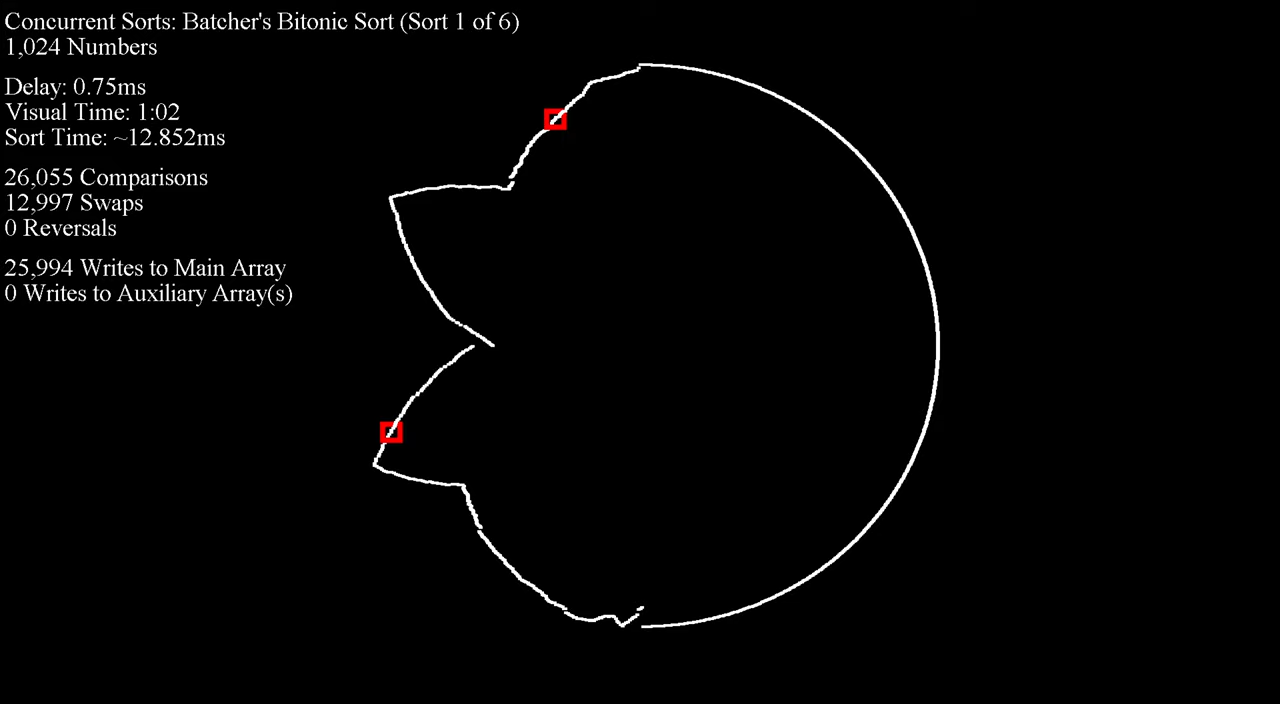 Concurrent Sorts: Batcher's Bitonic Sort (Sort 1 of 6)
1,024 Numbers
Delay: 0.75ms
Visual Time: 1:02
Sort Time: ~12.852ms
26,055 Comparisons
12,997 Swaps
0 Reversals
25,994 Writes to Main Array
0 Writes to Auxiliary Array(s)